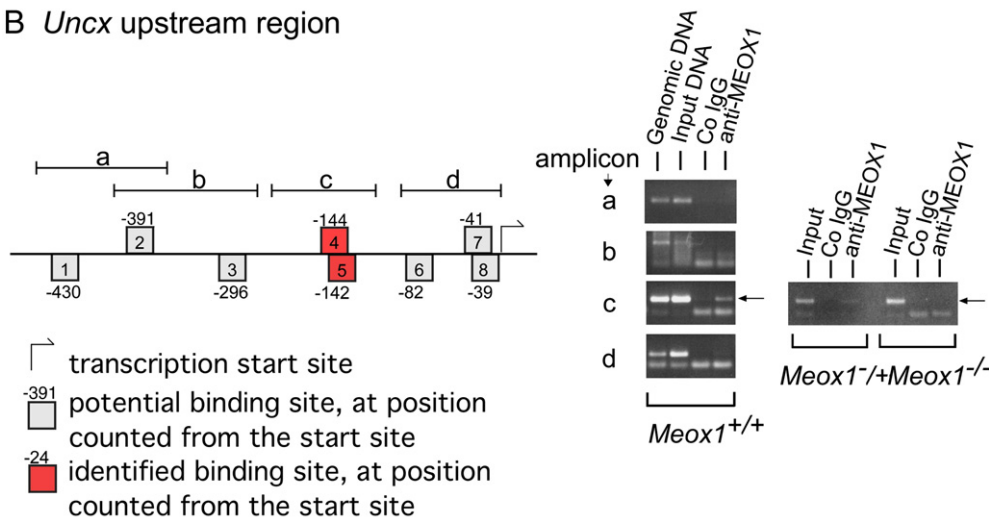 B Uncx upstream region
a
b
c
d
-391
-144
-41
2
4
7
1
3
5
6
8
-430
-296
-142
-82
-39
transcription start site
-391
potential binding site, at position
counted from the start site
-24
identified binding site, at position
counted from the start site
Genomic DNA
Input DNA
Co IgG
anti-MEOX1
amplicon
a
b
c
d
Meox1+/+
Input
Co IgG
anti-MEOX1
Input
Co IgG
anti-MEOX1
Meox1-/+Meox1-/-